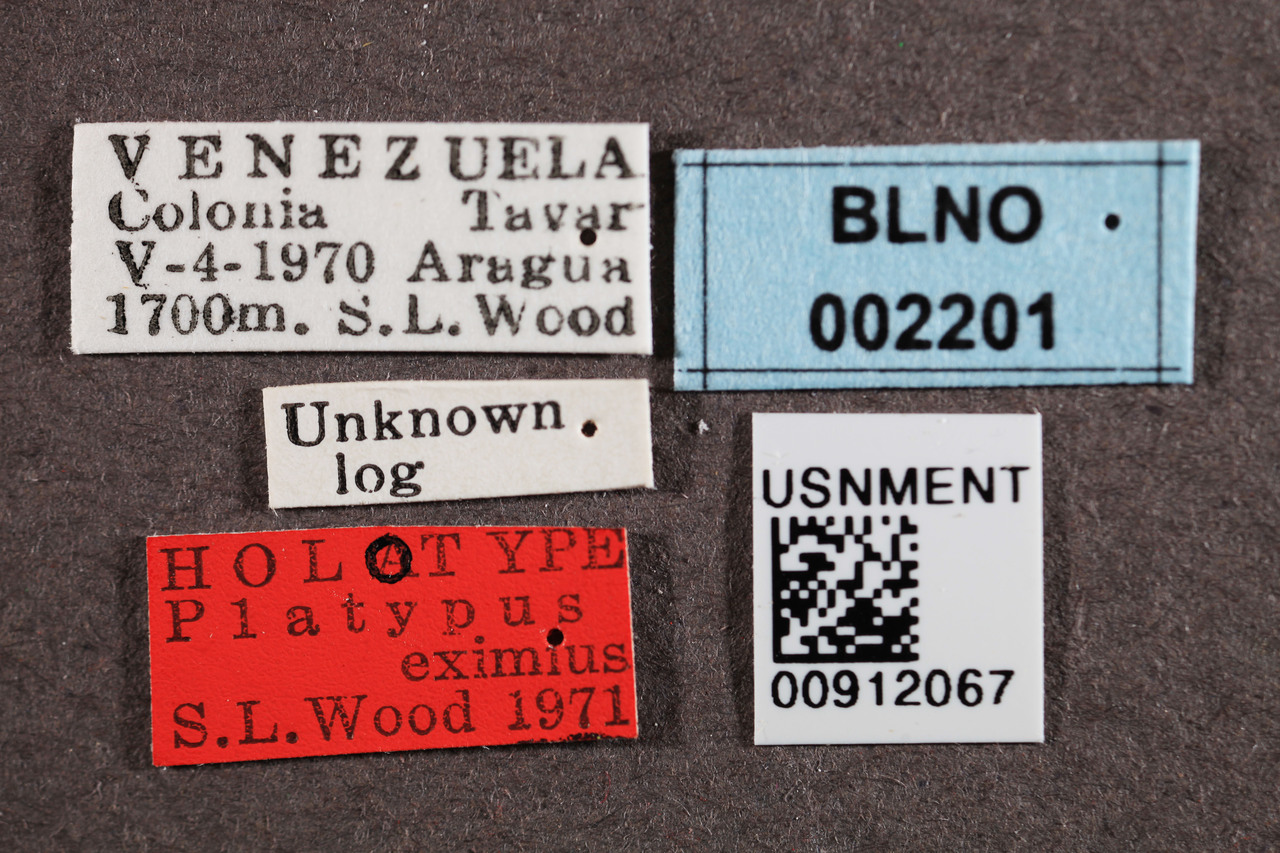 VENEZUELA
Colonia Tavar
V-4-1970 Aragua
1700m. S.L.Wood
BLNO
002201
Unknown
log
HOLOTYPE
Platypus
eximius
S.L.Wood 1971
USNMENT
00912067